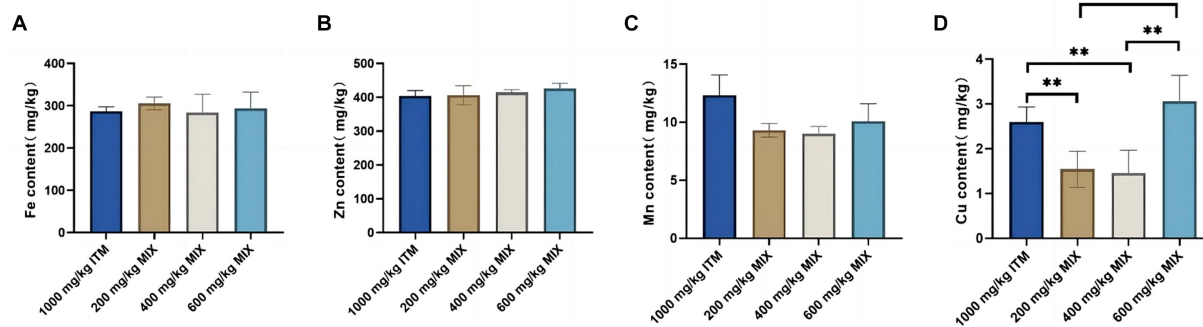 A
Fe content( mg/kg)
400
300
200
100
0
1000 mg/kg ITM
200 mg/kg MIX
400 mg/kg MIX
600 mg/kg MIX
B
Zn content( mg/kg)
500
400
300
200
100
0
1000 mg/kg ITM
200 mg/kg MIX
400 mg/kg MIX
600 mg/kg MIX
C
Mn content( mg/kg)
15
10
5
0
1000 mg/kg ITM
200 mg/kg MIX
400 mg/kg MIX
600 mg/kg MIX
D
**
**
**
Cu content( mg/kg)
4
3
2
1
0
1000 mg/kg ITM
200 mg/kg MIX
400 mg/kg MIX
600 mg/kg MIX